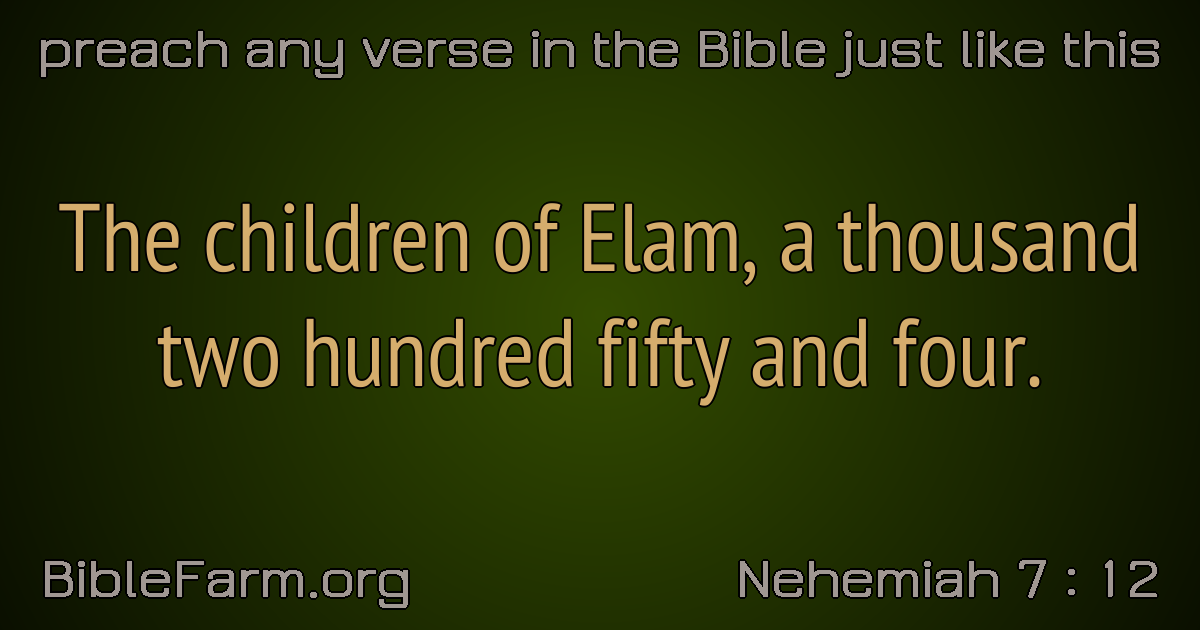 preach any verse in the Bible just like this
The children of Elam, a thousand
two hundred fifty and four.
BibleFarm.org
Nehemiah 7 : 12